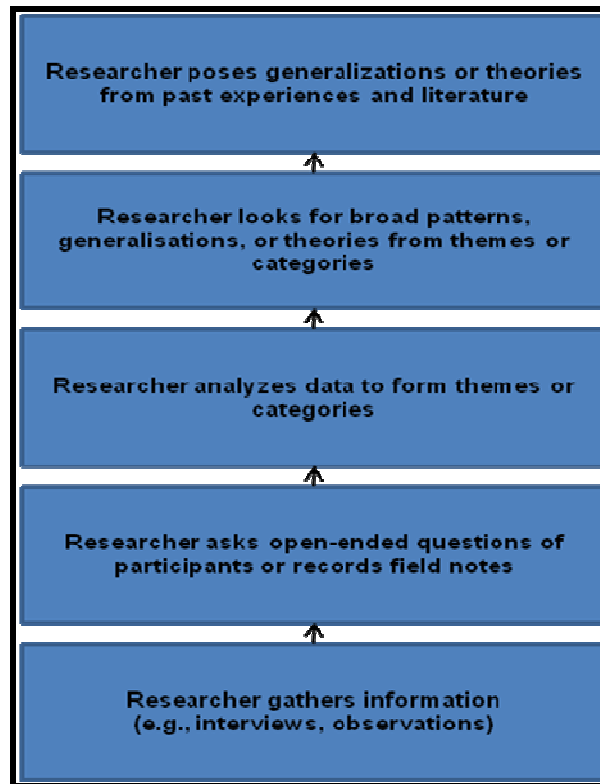 Researcher poses generalizations or theories
from past experiences and literature
Researcher looks for broad patterns,
generalisations, or theories from themes or
categories
Researcher analyzes data to form themes or
categories
Researcher asks open-ended questions of
participants or records field notes
Researcher gathers information
(e.g., interviews, observations)